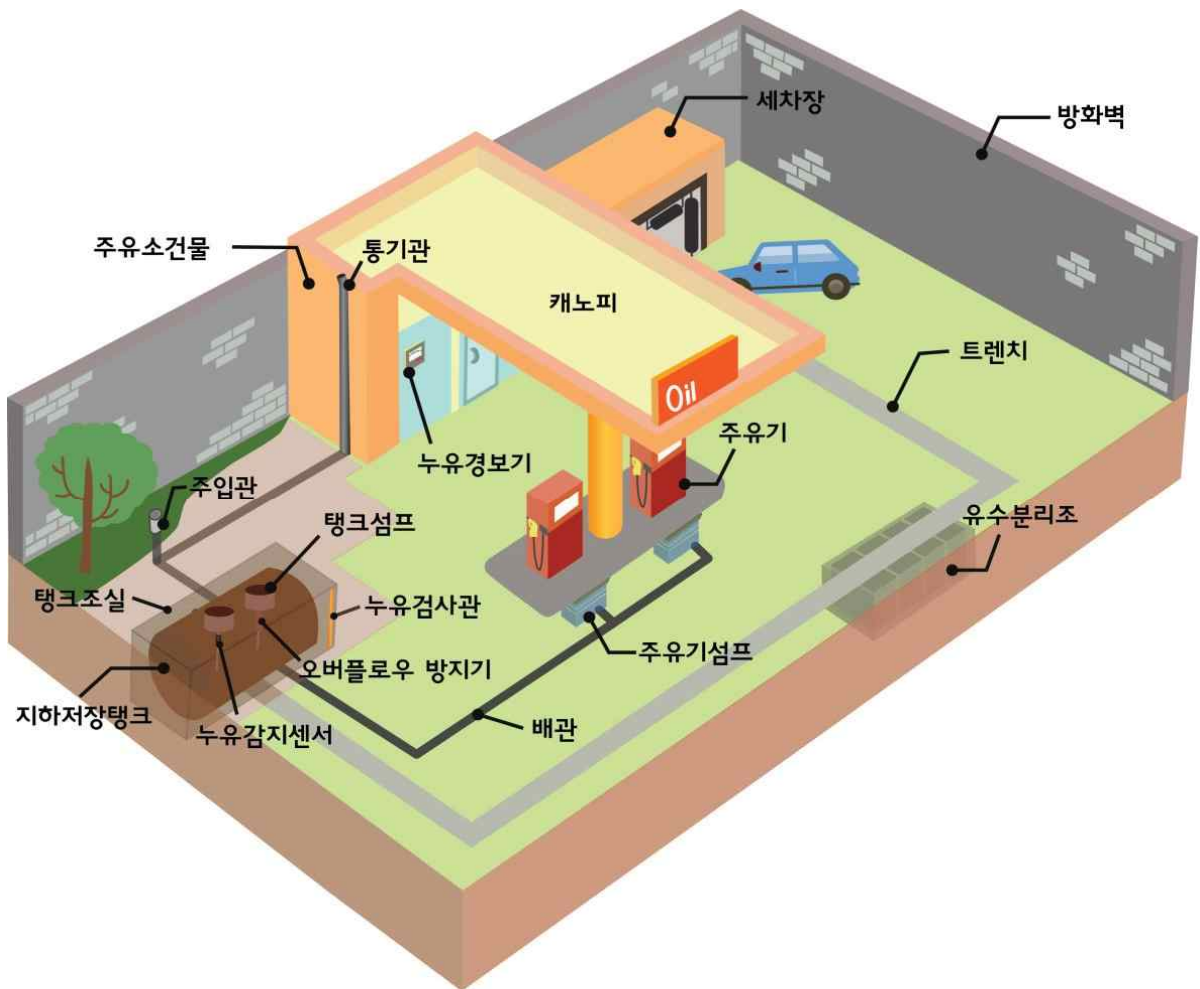 세차장
방화벽
주유소건물
통기관
캐노피
트렌치
Oil
주유기
누유경보기
주입관
유수분리조
탱크섬프
탱크조실
누유검사관
주유기섬프
오버플로우 방지기
지하저장탱크
누유감지센서
배관